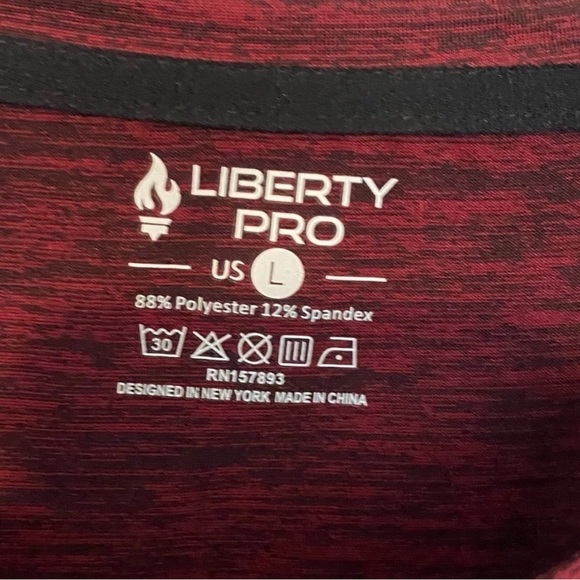 LIBERTY
PRO
US L
88% Polyester 12% Spandex
30
RN157893
DESIGNED IN NEW YORK MADE IN CHINA